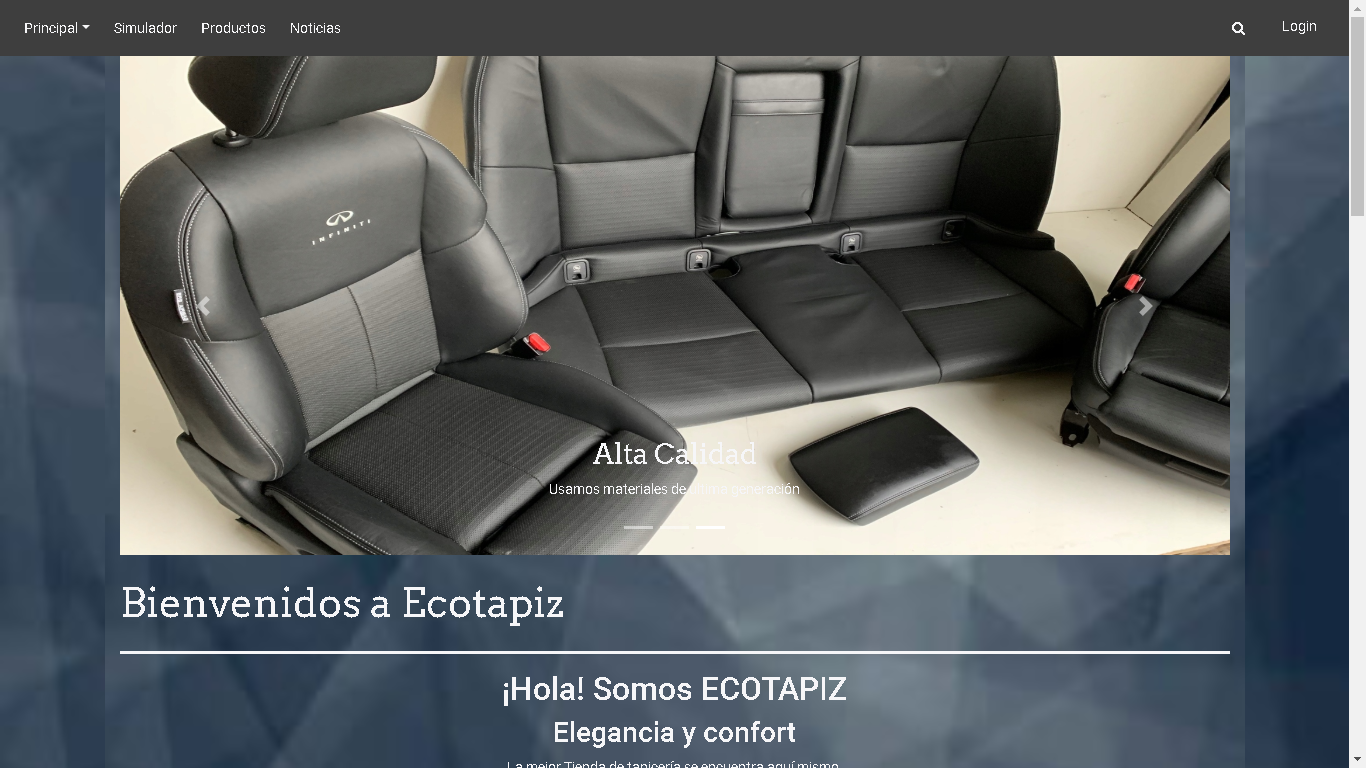 Principal
Simulador
Productos
Noticias
Login
INFINITI
Alta Calidad
Usamos materiales de última generación
Bienvenidos a Ecotapiz
¡Hola! Somos ECOTAPIZ
Elegancia y confort
La mejor Tienda de tapicería se encuentra aquí mismo